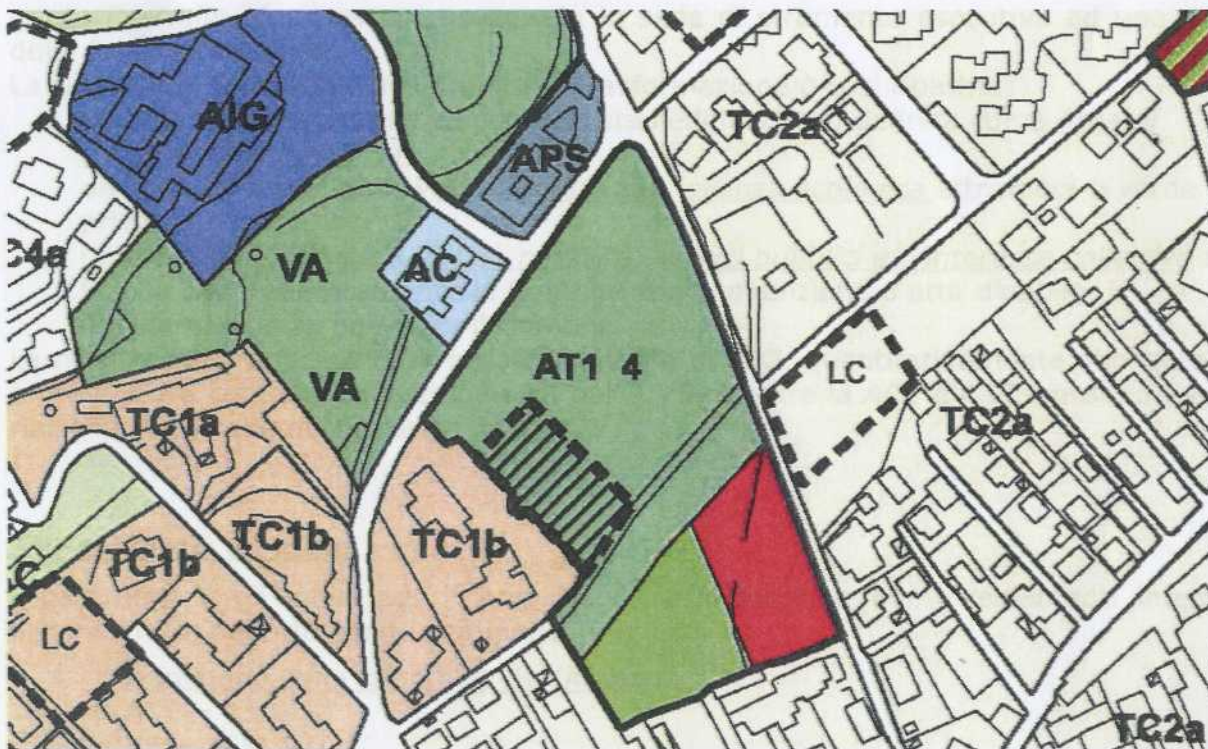 AIG
TC2a
APS
C4a
VA
AC
VA
AT1 4
LC
TC1a
TC2a
TC1b
TC1b
TC1b
C
LC
TC2a